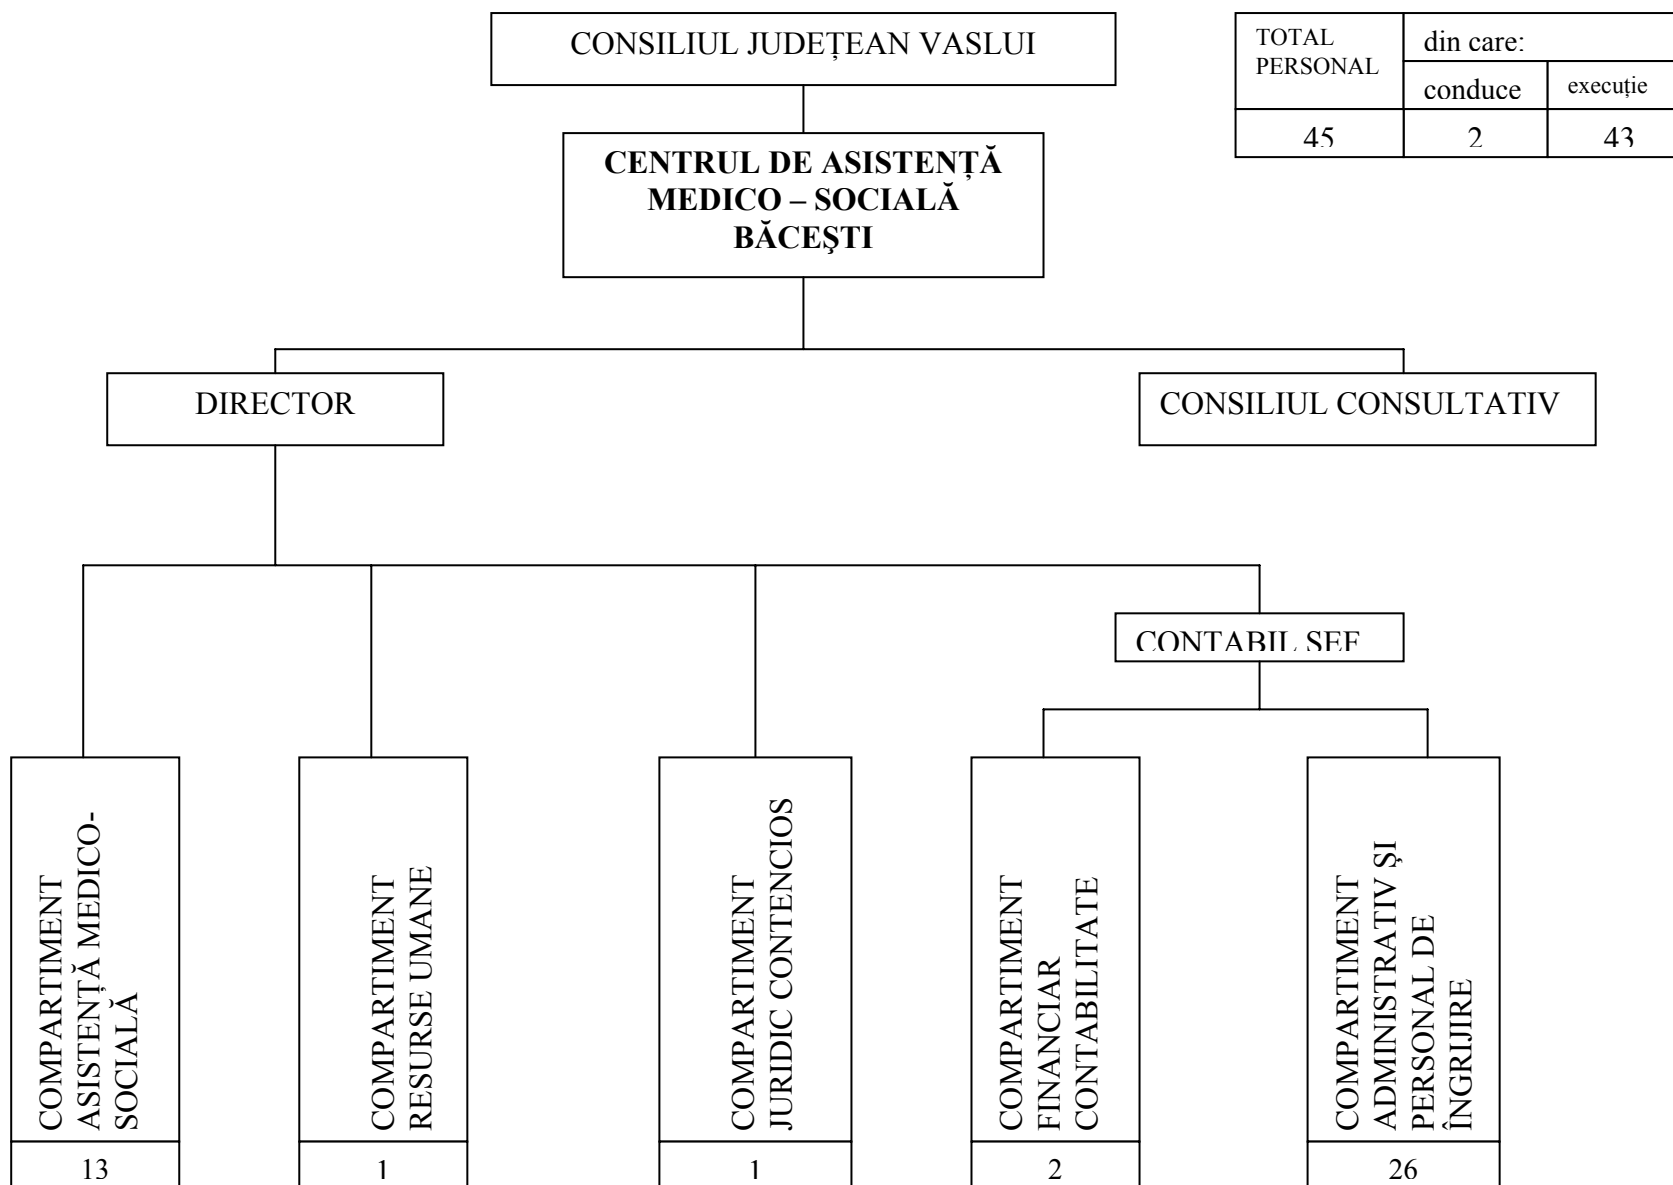 CONSILIUL JUDEȚEAN VASLUI
TOTAL
PERSONAL
din care:
conduce
execuție
45
2
43
CENTRUL DE ASISTENȚĂ
MEDICO – SOCIALĂ
BĂCEŞTI
DIRECTOR
CONSILIUL CONSULTATIV
CONTABIL SEF
COMPARTIMENT
ASISTENȚĂ MEDICO-
SOCIALĂ
13
COMPARTIMENT
RESURSE UMANE
1
COMPARTIMENT
JURIDIC CONTENCIOS
1
COMPARTIMENT
FINANCIAR
CONTABILITATE
2
COMPARTIMENT
ADMINISTRATIV ŞI
PERSONAL DE
ÎNGRIJIRE
26